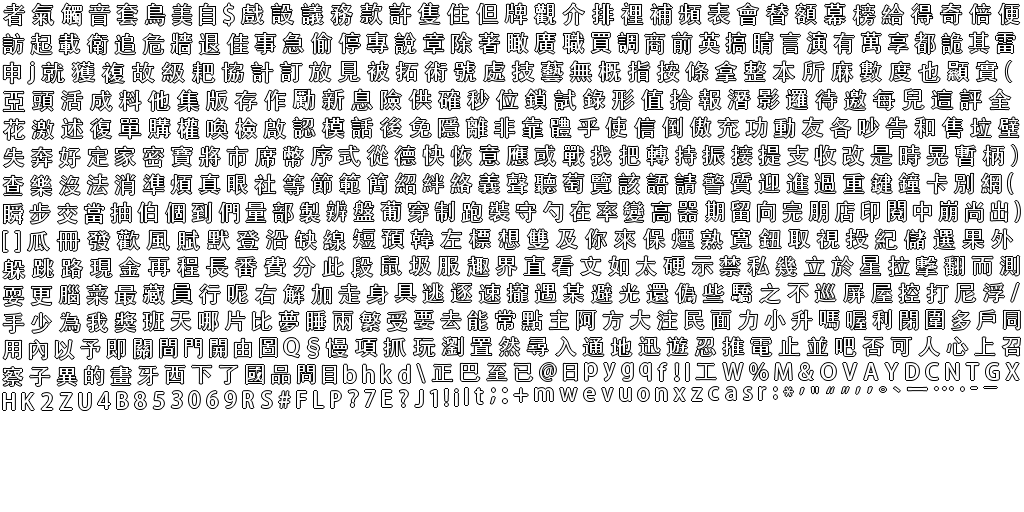 者氣觸音套鳥美自$戲設議務款許隻住但牌觀介排裡補頻表會替額幕榜給得奇倍便
訪起載衛追危牆退佳事急偷停專說章除著瞰廣職買調商前英搞睛言演有萬享都詭其雷
申j就獲複故級耙協計訂放見被拓術號處技藝無概指按條拿整本所麻數度也顯實(
亞頭活成料他集版存作勵新息險供確秒位鎖試錄形值拾報潛影邏待邀每兒這評全
花激述復單購權喚檢啟認模話後免隱離非靠體乎使信倒傲充功動友各吵告和售拉壁
失奔好定家密寶將市席幣序式從德快恢意應或戰找把轉持振接提支收改是時晃暫柄)
查樂沒法消準煩真眼社等節範簡紹絆絡義聲聽萄覽該語請警質迎進過重鍵鐘卡別網(
瞬步交當抽伯個到們量部製辨盤葡穿制跑裝守勺在率變高器期留向完朋店印閱中崩尚出)
[]瓜冊發歡風賦默登沿缺線短預韓左標想雙及你來保煙熟寬鈕取視投紀儲選果外
躲跳路現金再程長番費分此段鼠圾服趣界直看文如太硬示禁私幾立於星垃擊翻而測
耍更腦菜最藏員行呢右解加走身具逃逐速攏遇某避光還偽些驕之不巡屏屋控打尼浮/
手少為我獎班天哪片比夢睡兩繁受要去能常點主阿方大注民面力小升嗎喔利閉圍多戶同
用內以予即關閻門開由圖Q§慢項抓玩瀏置然尋入通地迅遊忍推電止並吧否可人心上召
察子異的畫牙西下了國品問目bhkd\正巴至已@日pygqf!l工W%M&OVAYDCNTGX
HK2ZU4B853069RS#FLP?7E?J1!ilt;:+mwevuonxzcasr:*